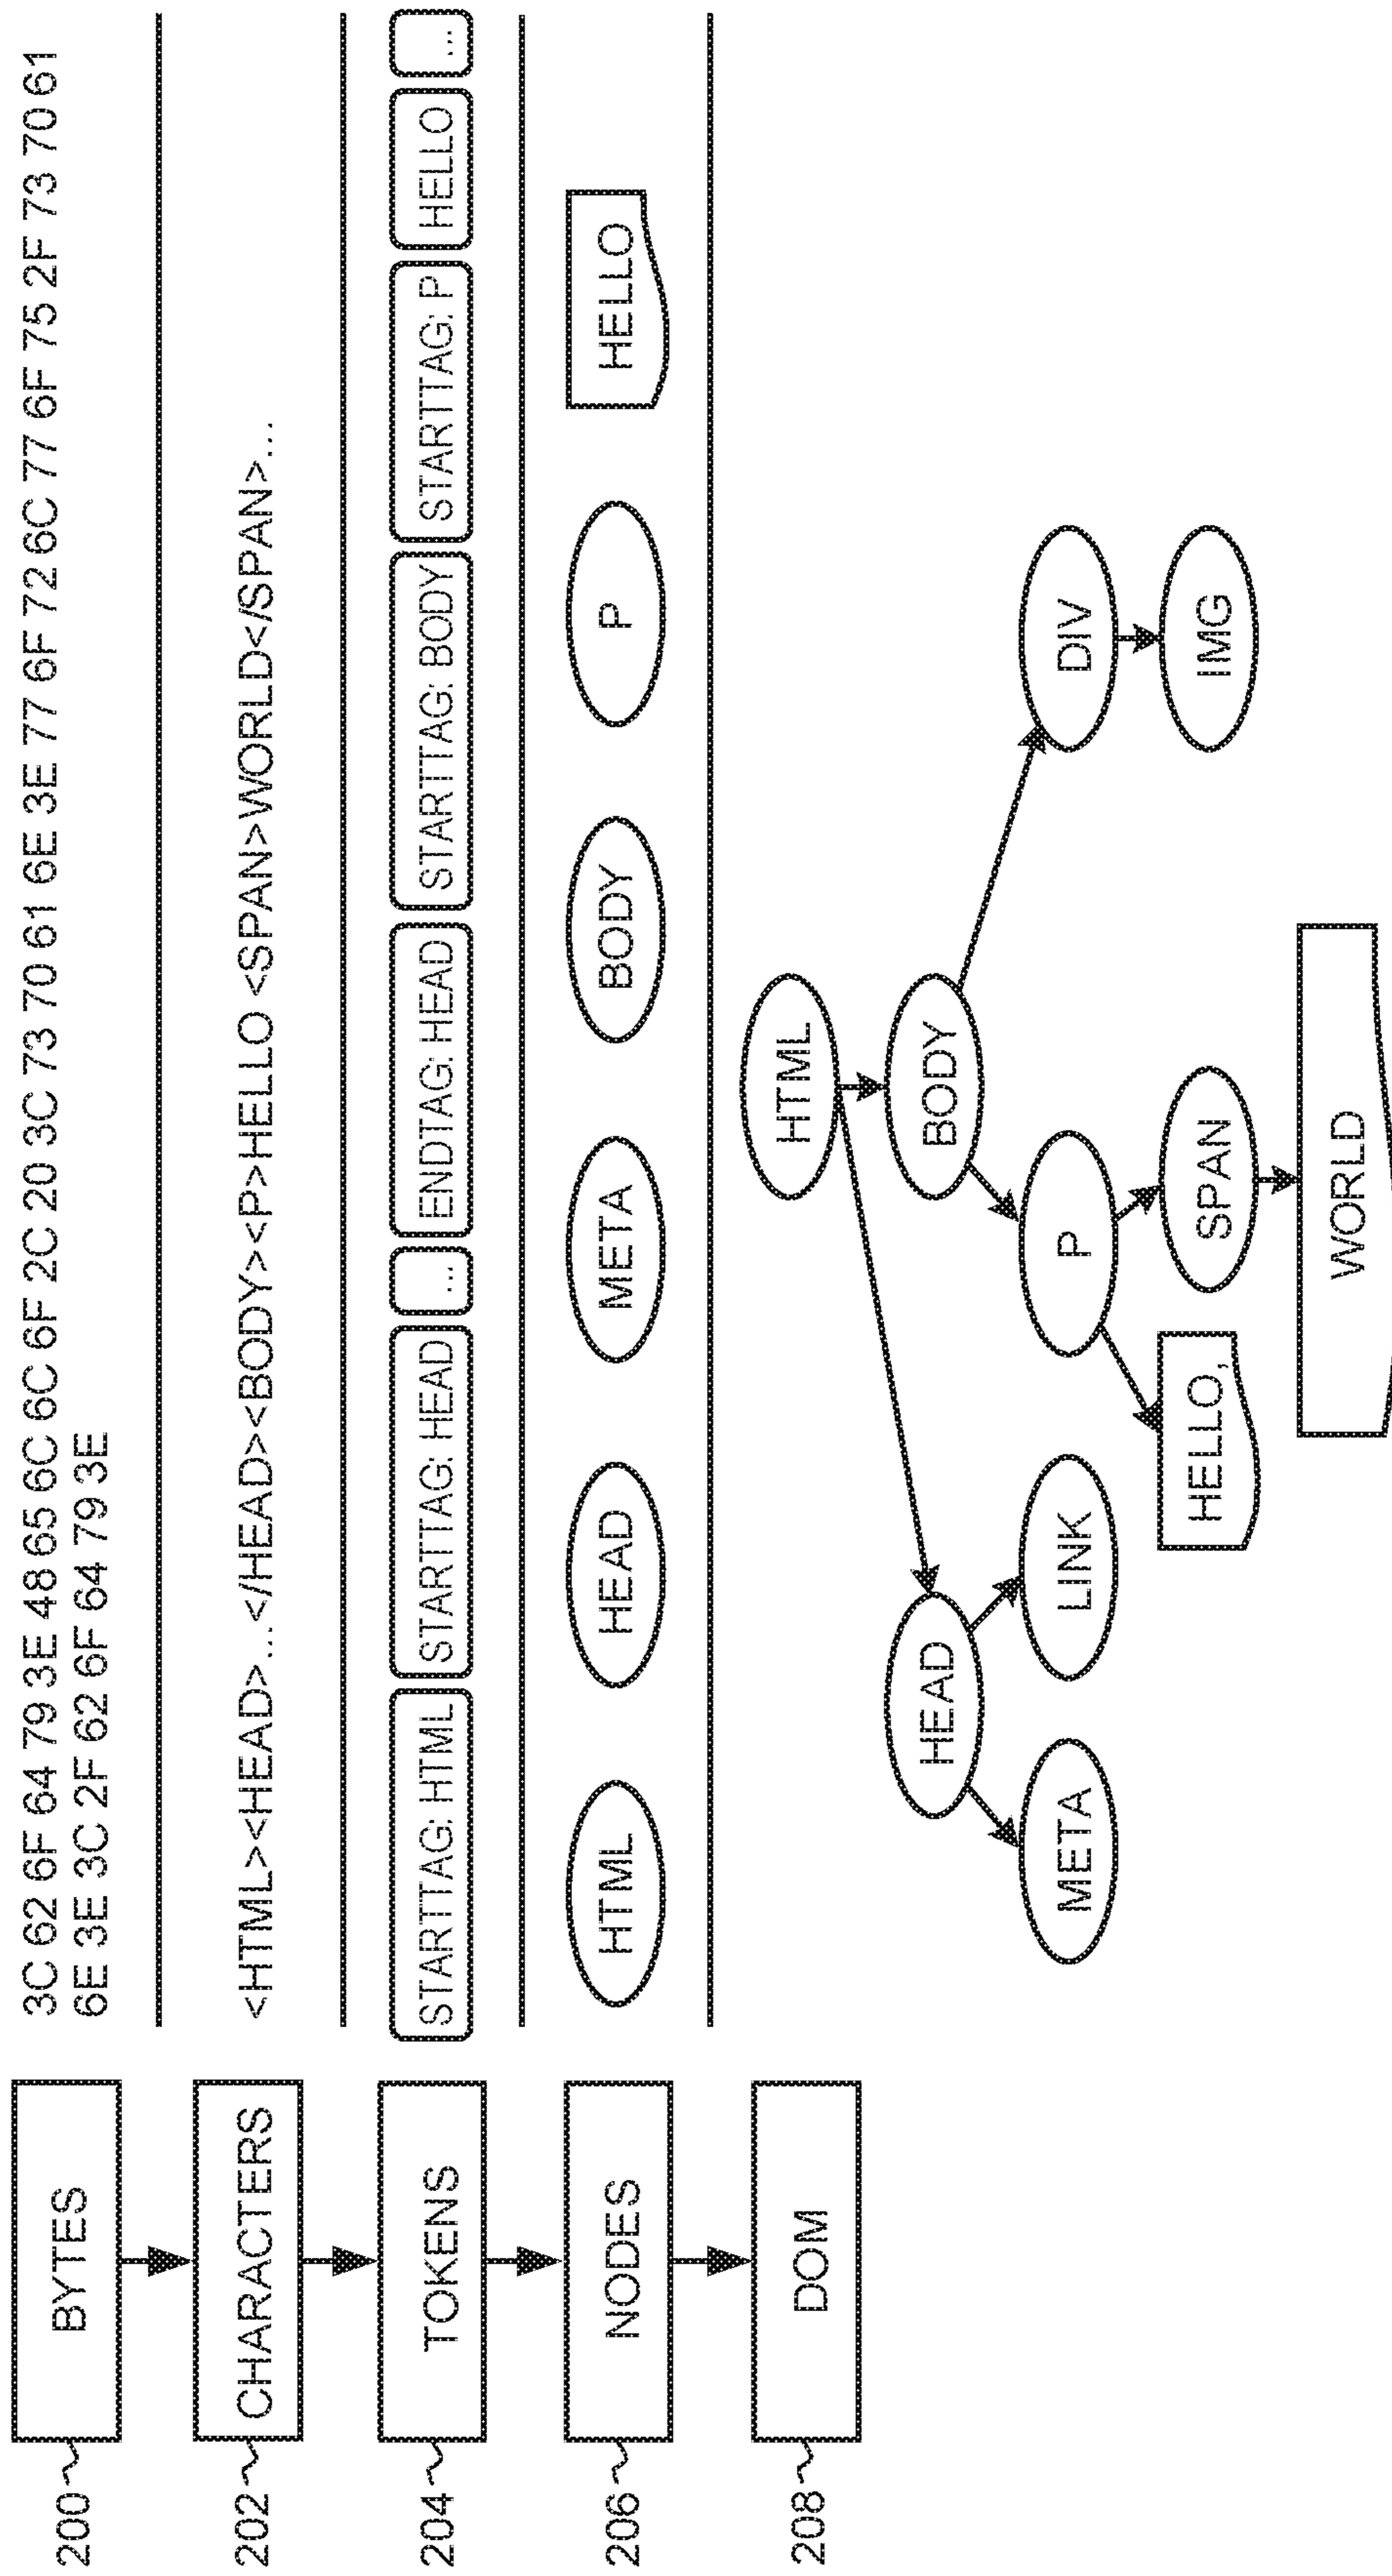 200 BYTES 3C 62 6F 64 79 3E 48 65 6C 6C 6F 2C 20 3C 73 70 61 6E 3E 77 6F 72 6C 77 6F 75 2F 73 70 61
6E 3E 3C 2F 62 6F 64 79 3E
202 CHARACTERS <HTML><HEAD>...</HEAD><BODY><P>HELLO <SPAN>WORLD</SPAN>...
204 TOKENS STARTTAG: HTML STARTTAG: HEAD ... ENDTAG: HEAD STARTTAG: BODY STARTTAG: P HELLO ...
206 NODES HTML HEAD META BODY P HELLO
208 DOM HTML
HEAD BODY
META LINK P DIV
HELLO, SPAN IMG
WORLD